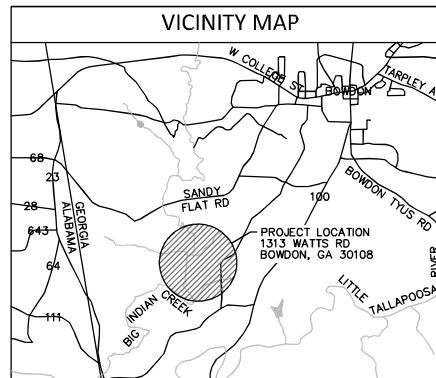 VICINITY MAP
W COLLEGE ST
TARPLEY A
BOWDON
68
23
SANDY
FLAT RD
100
BOWDON TYUS RD
28
643
GEORGIA
ALABAMA
PROJECT LOCATION
1313 WATTS RD
BOWDON, GA 30108
64
LITTLE
TALLAPOOSA
RIVER
111
BIG INDIAN CREEK